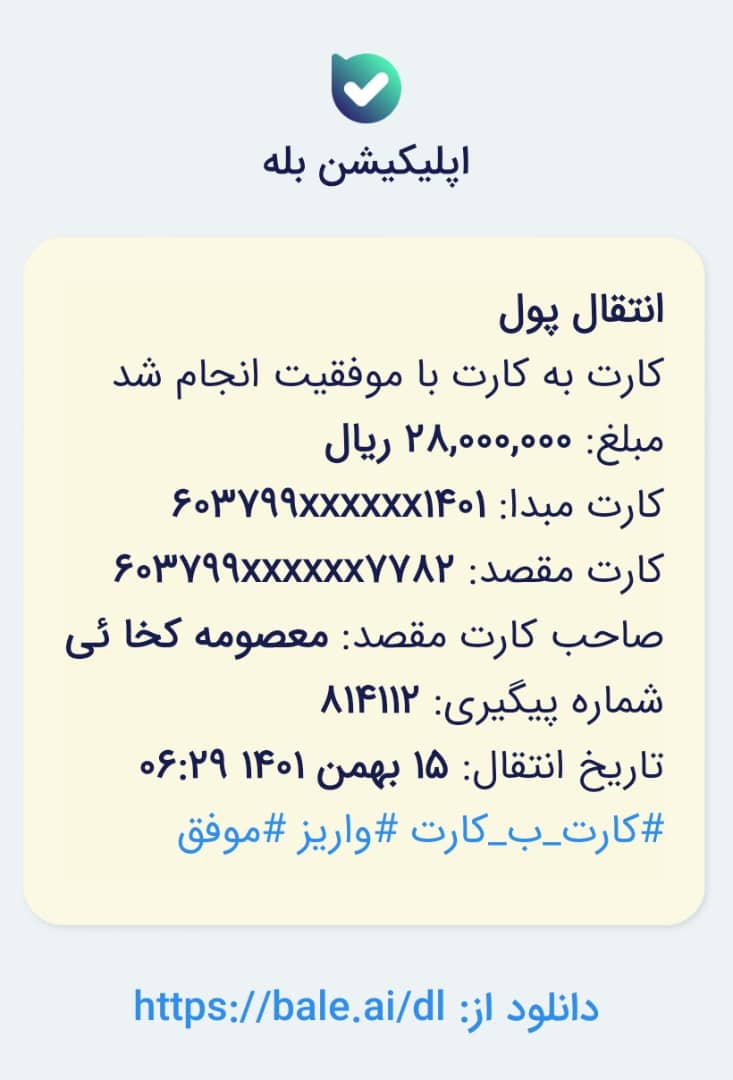 اپلیکیشن بله
انتقال پول
کارت به کارت با موفقیت انجام شد
مبلغ: ۲۸,۰۰۰,۰۰۰ ریال
کارت مبدا: ۶۰۳۷۹۹xxxxxx۱۴۰۱
کارت مقصد: ۶۰۳۷۹۹xxxxxx۷۷۸۲
صاحب کارت مقصد: معصومه کخا ئی
شماره پیگیری: ۸۱۴۱۱۲
تاریخ انتقال: ۱۵ بهمن ۱۴۰۱ ۰۶:۲۹
#کارت_ب_کارت #واریز #موفق
دانلود از: https://bale.ai/dl